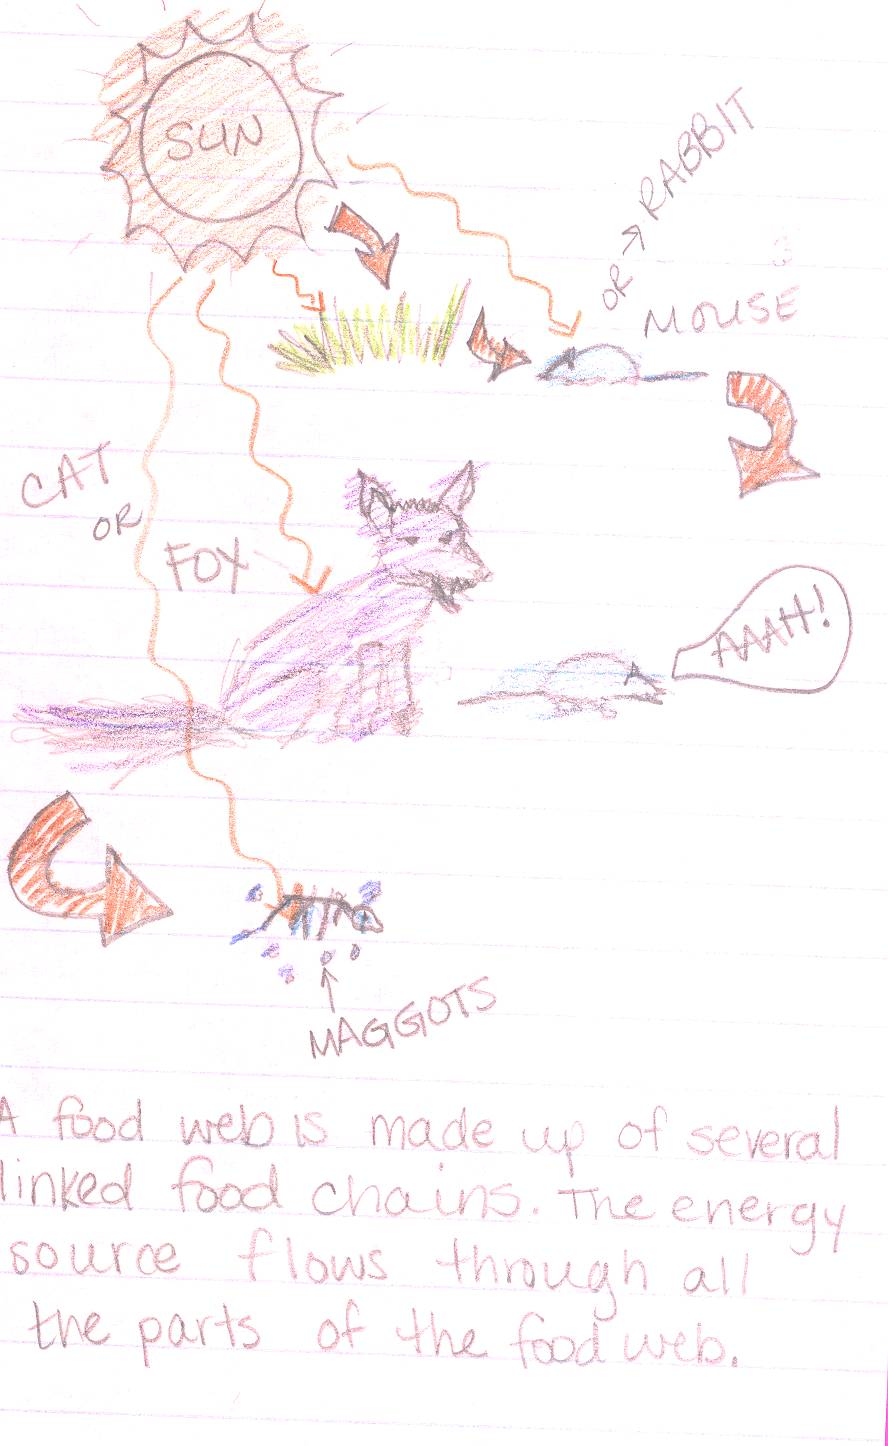 SUN
OR → RABBIT
MOUSE
CAT
OR
FOX
AAAH!
MAGGOTS
A food web is made up of several
linked food chains. The energy
source flows through all
the parts of the food web.